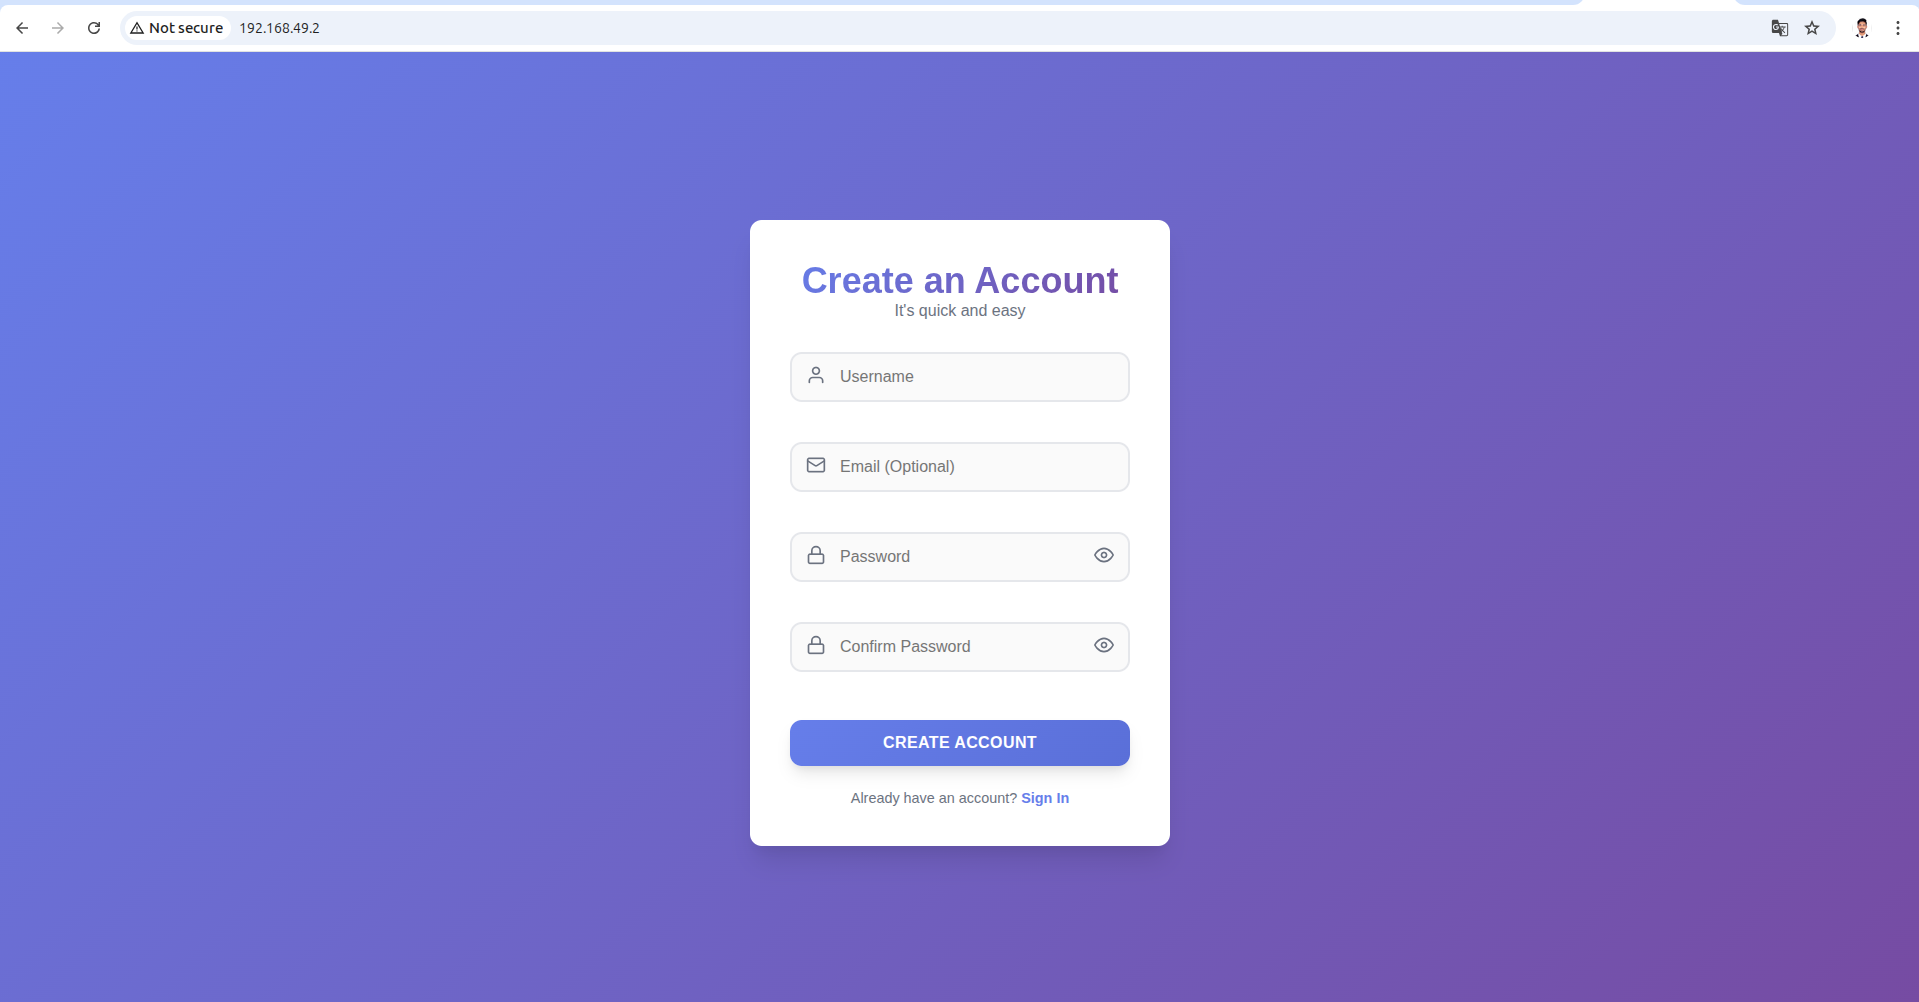 Not secure 192.168.49.2
Create an Account
It's quick and easy
Username
Email (Optional)
Password
Confirm Password
CREATE ACCOUNT
Already have an account? Sign In